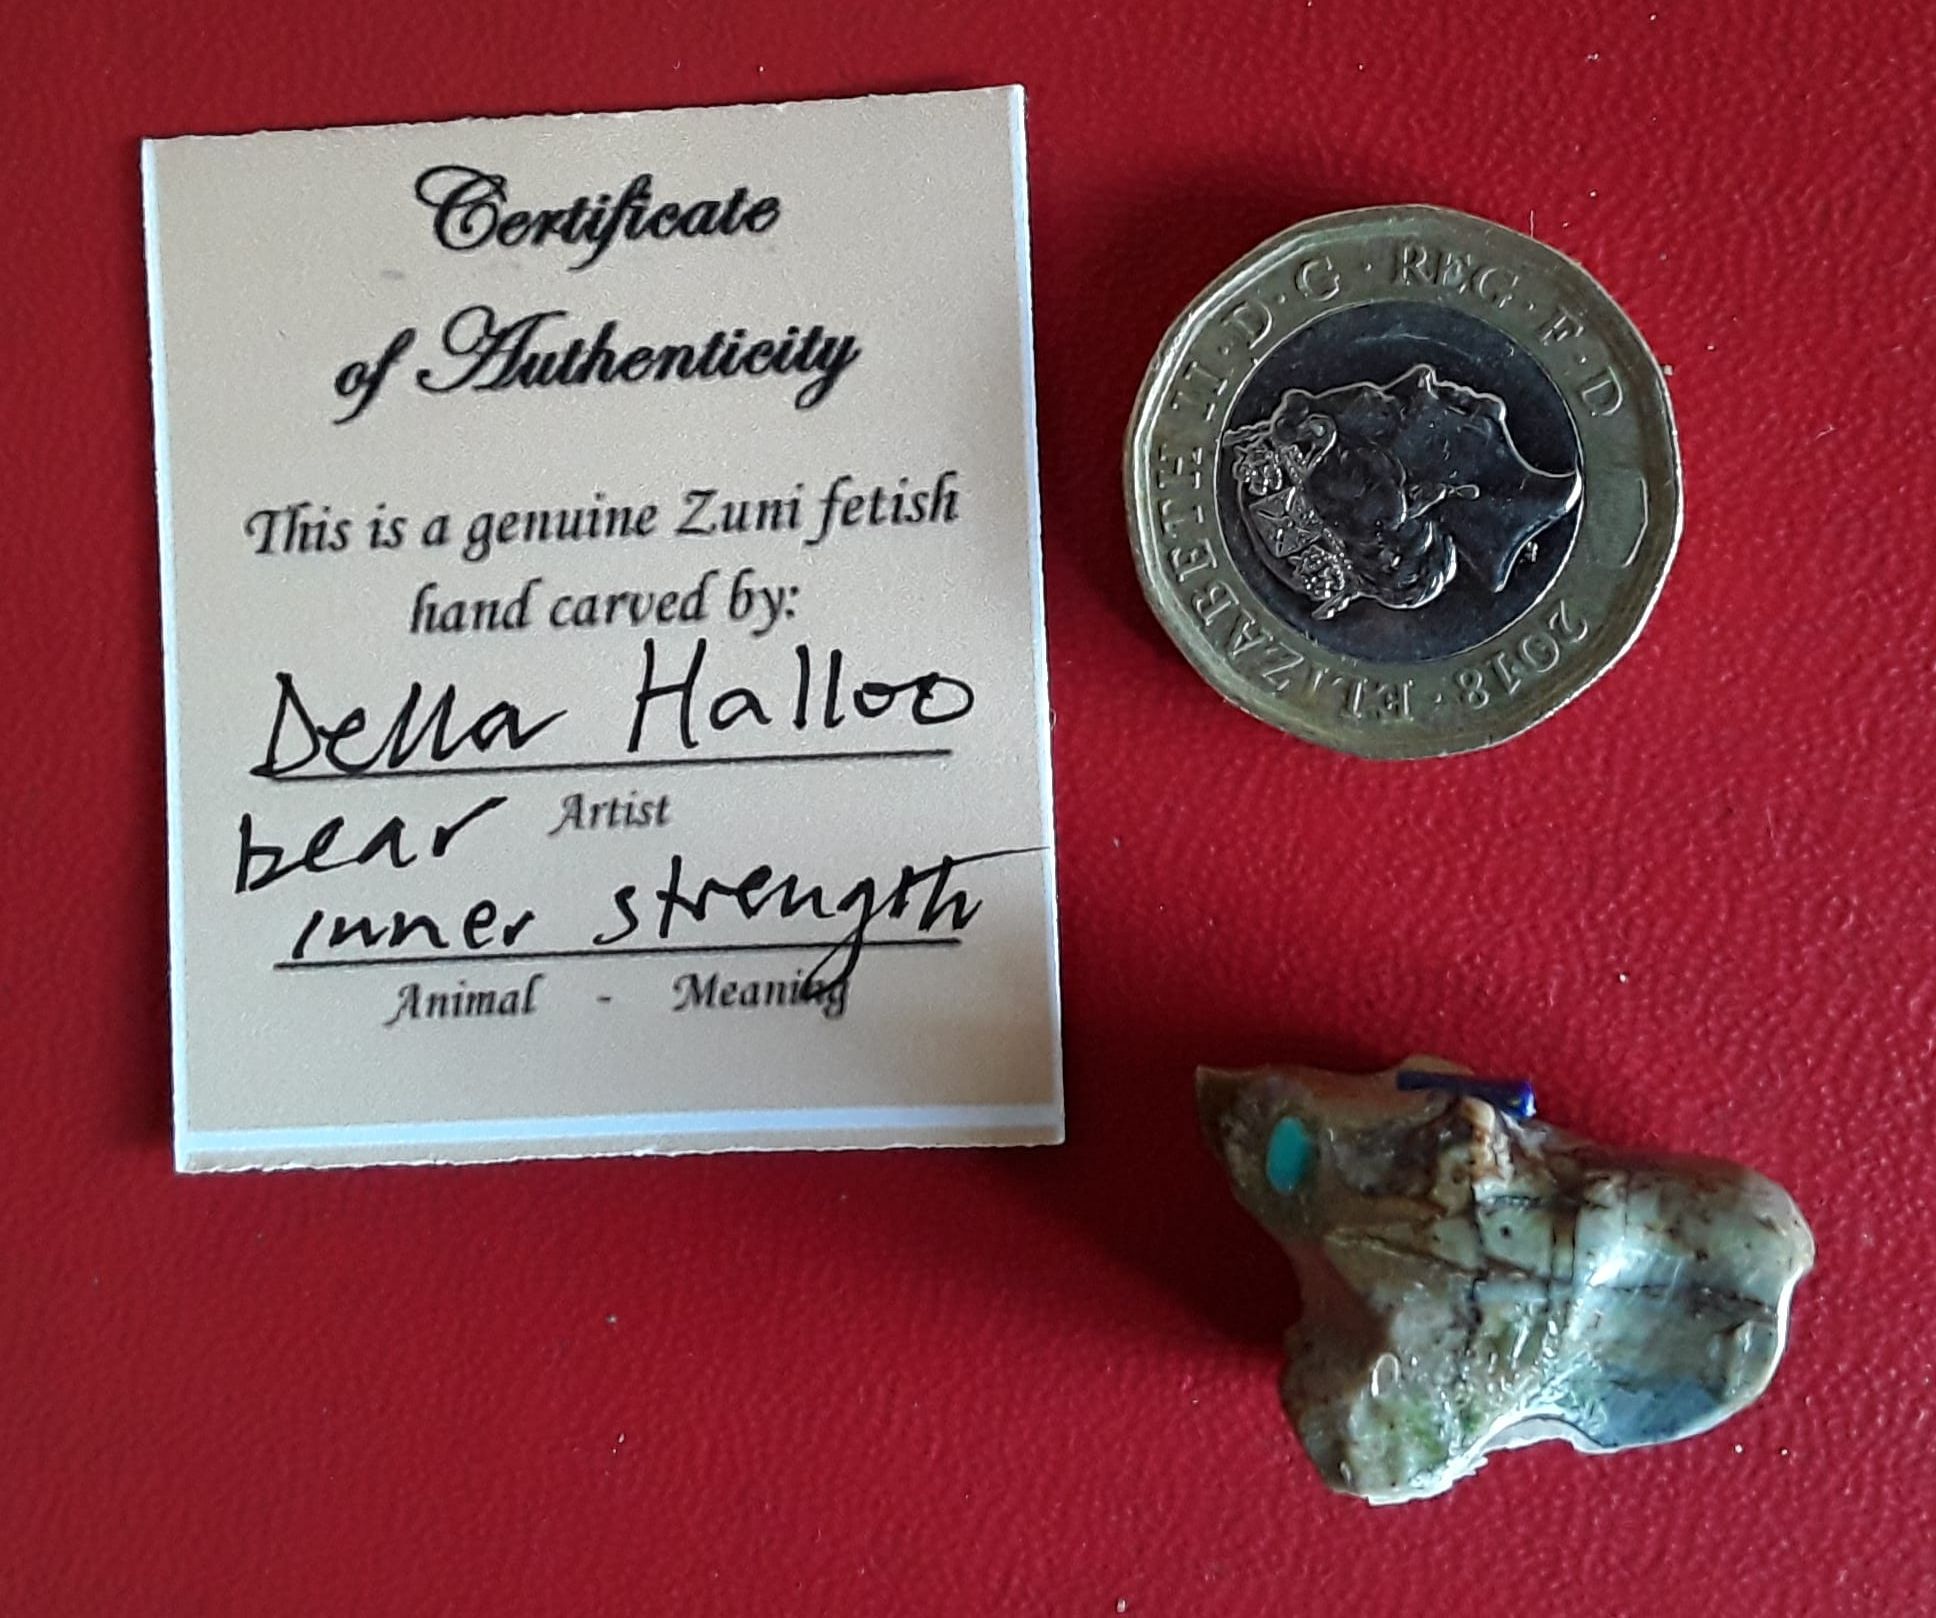 Certificate
of Authenticity
This is a genuine Zuni fetish
hand carved by:
Della Halloo
Artist
bear
inner strength
Animal - Meaning
ELIZABETH II · D · G · REG · F · D
2018